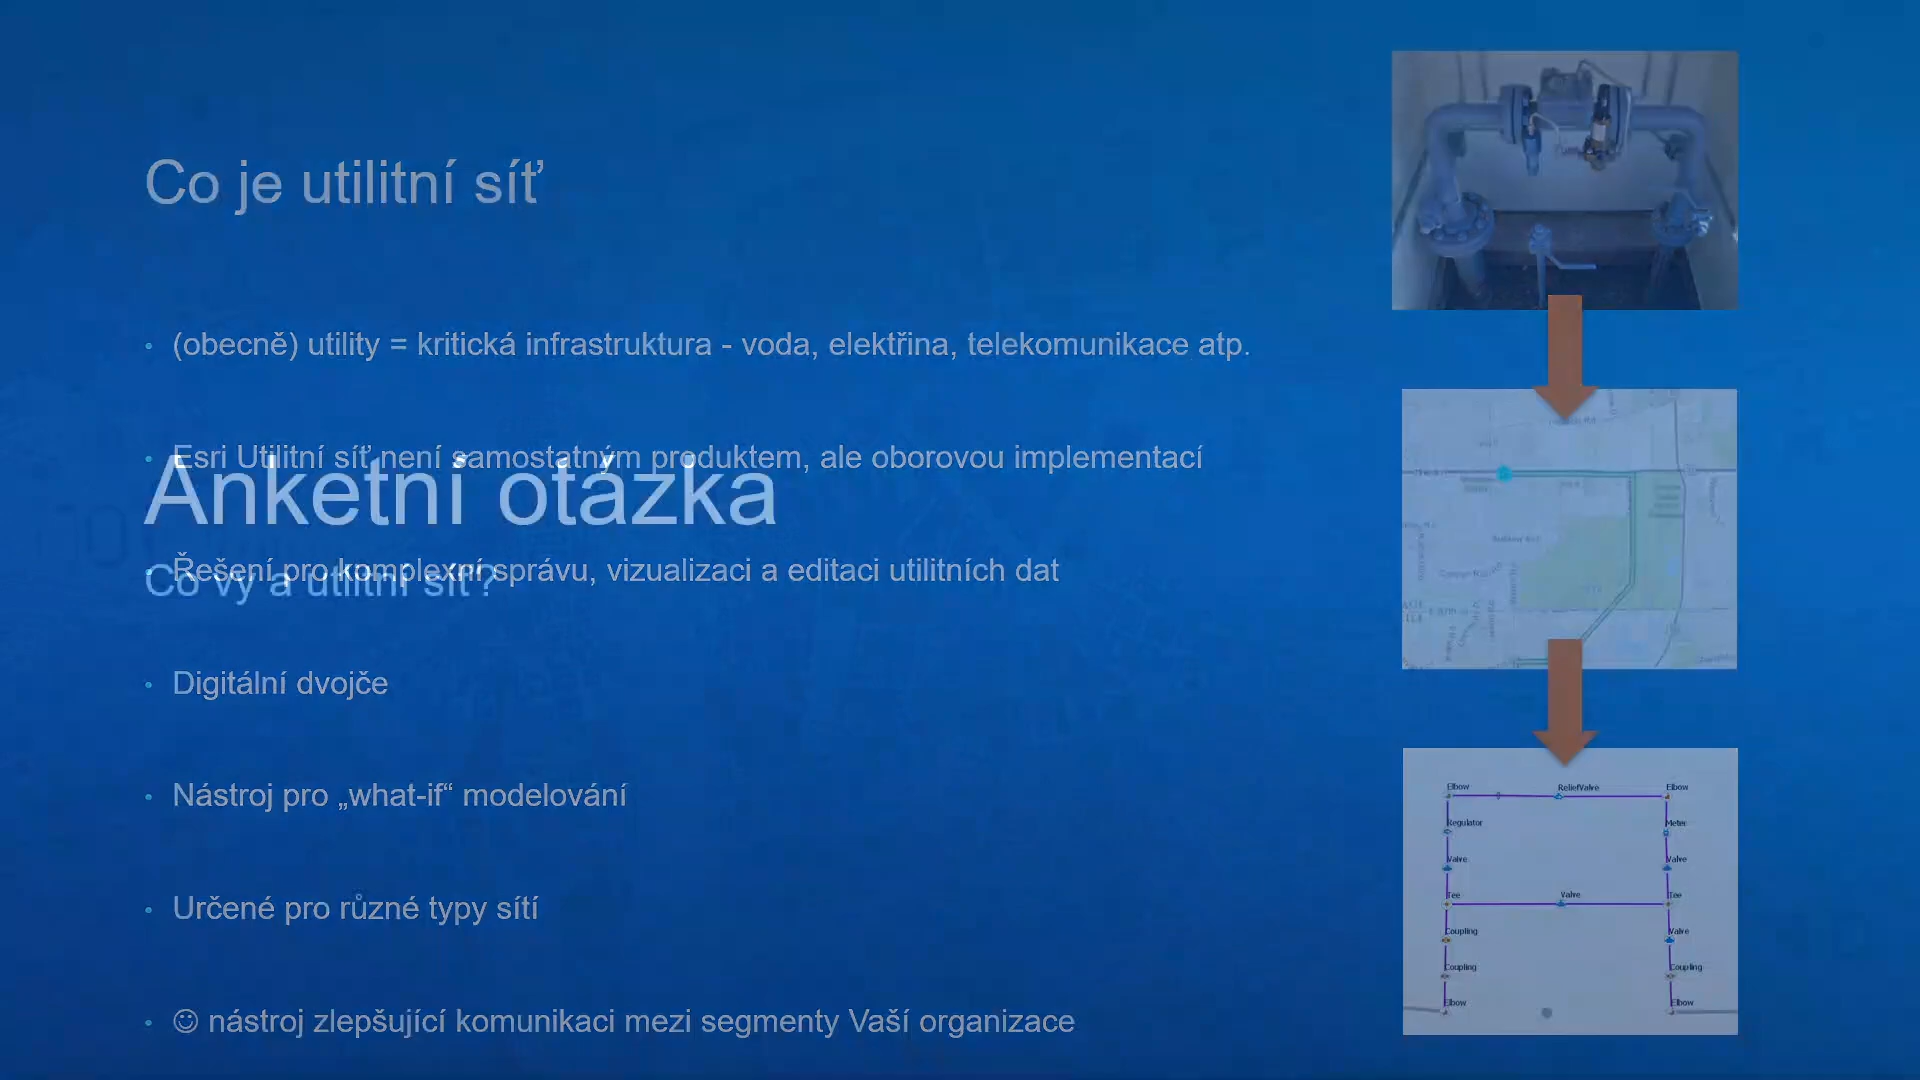 Co je utilitní síť
(obecně) utility = kritická infrastruktura - voda, elektřina, telekomunikace atp.
Esri Utilitní síť není samostatným produktem, ale oborovou implementací
Anketní otázka
Řešení pro komplexní správu, vizualizaci a editaci utilitních dat
Co vy a utilitní síť?
Digitální dvojče
Nástroj pro „what-if“ modelování
Určené pro různé typy sítí
☺ nástroj zlepšující komunikaci mezi segmenty Vaší organizace
Elbow ReliefValve Elbow
Regulator Meter
Valve Valve
Tee Valve Tee
Coupling Valve
Coupling Coupling
Elbow Elbow